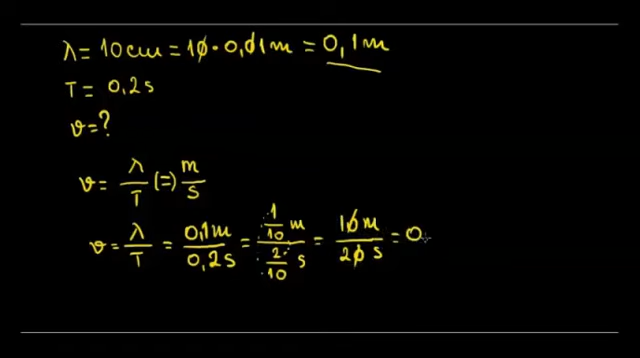 λ = 10 cm = 10 · 0,01 m = 0,1 m
T = 0,2 s
v = ?
v = λ/T (=) m/s
v = λ/T = 0,1 m/0,2 s = 1/10 m / 2/10 s = 10 m/20 s = 0,